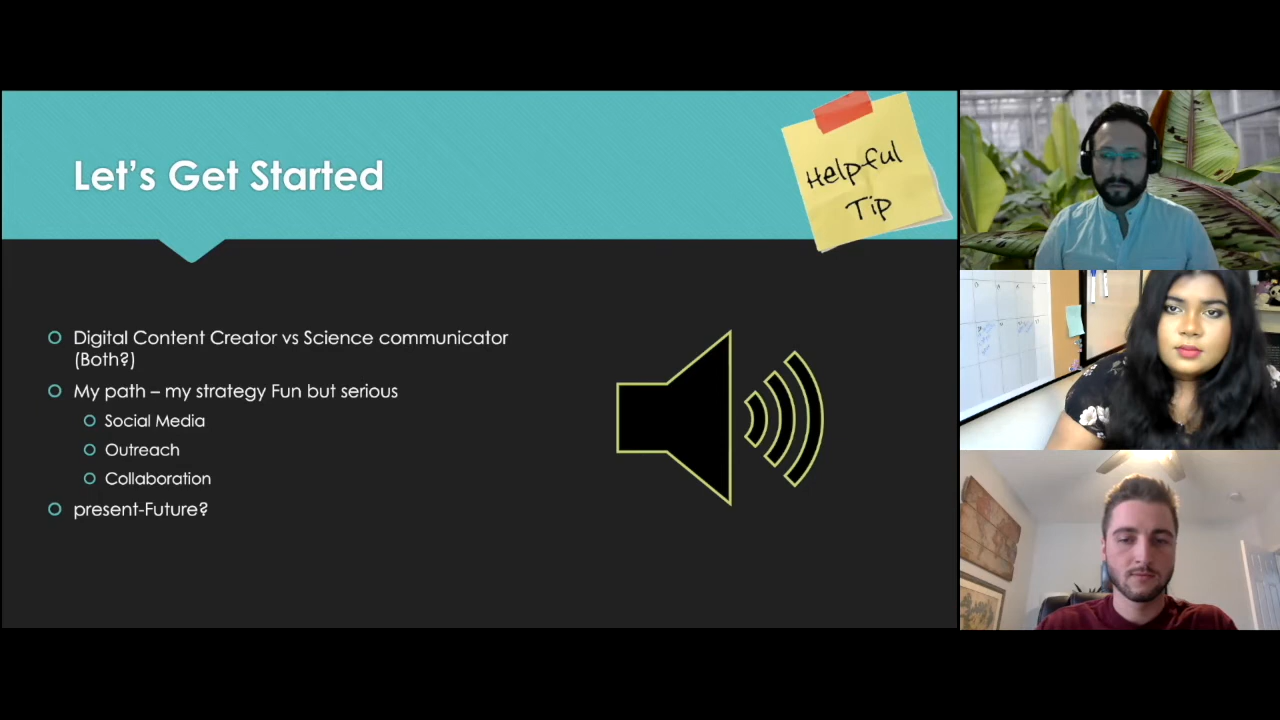 Let's Get Started
Helpful
Tip
Digital Content Creator vs Science communicator
(Both?)
My path – my strategy Fun but serious
Social Media
Outreach
Collaboration
present-Future?